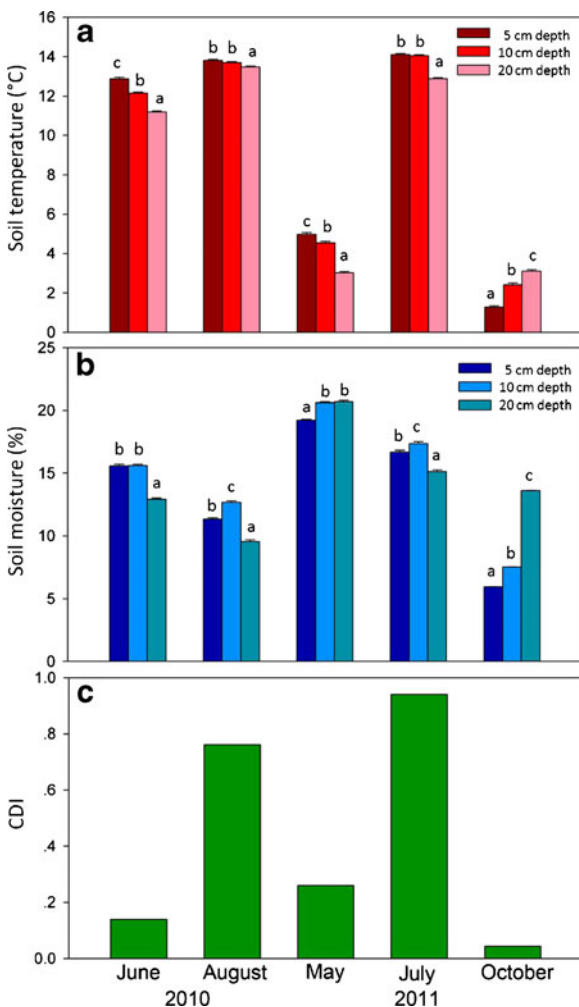 a
5 cm depth
10 cm depth
20 cm depth
Soil temperature (°C)
16
14
12
10
8
6
4
2
0
c b a
b b a
c b a
b b a
a b c
b
5 cm depth
10 cm depth
20 cm depth
Soil moisture (%)
25
20
15
10
5
0
b b a
b c a
a b b
b c a
a b c
c
CDI
1.0
.8
.6
.4
.2
0.0
June August May July October
2010 2011